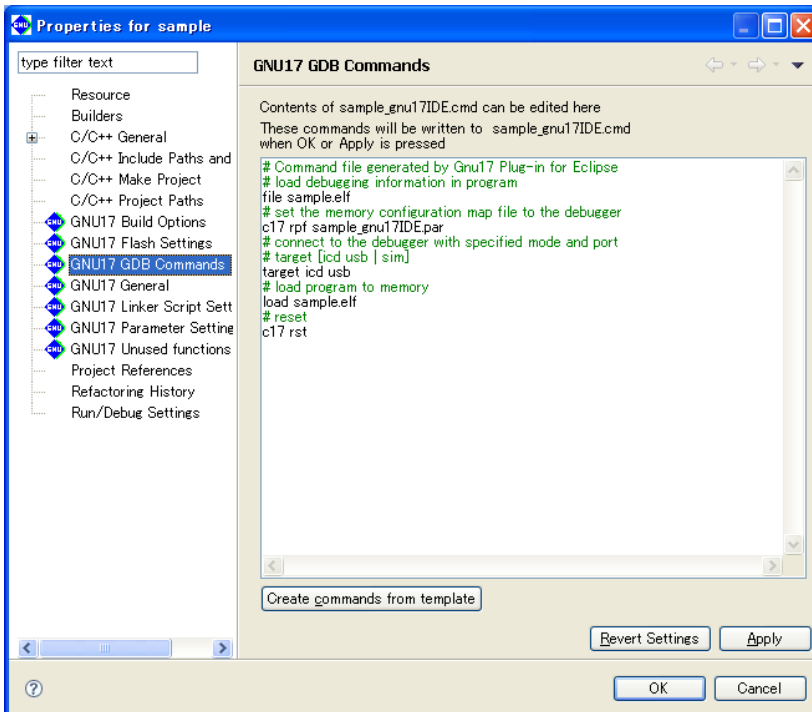 Properties for sample
type filter text
Resource
Builders
C/C++ General
C/C++ Include Paths and
C/C++ Make Project
C/C++ Project Paths
GNU17 Build Options
GNU17 Flash Settings
GNU17 GDB Commands
GNU17 General
GNU17 Linker Script Sett
GNU17 Parameter Setting
GNU17 Unused functions
Project References
Refactoring History
Run/Debug Settings
GNU17 GDB Commands
Contents of sample_gnu17IDE.cmd can be edited here
These commands will be written to sample_gnu17IDE.cmd
when OK or Apply is pressed
# Command file generated by Gnu17 Plug-in for Eclipse
# load debugging information in program
file sample.elf
# set the memory configuration map file to the debugger
c17 rpf sample_gnu17IDE.par
# connect to the debugger with specified mode and port
# target [icd usb | sim]
target icd usb
# load program to memory
load sample.elf
# reset
c17 rst
Create commands from template
Revert Settings
Apply
OK
Cancel